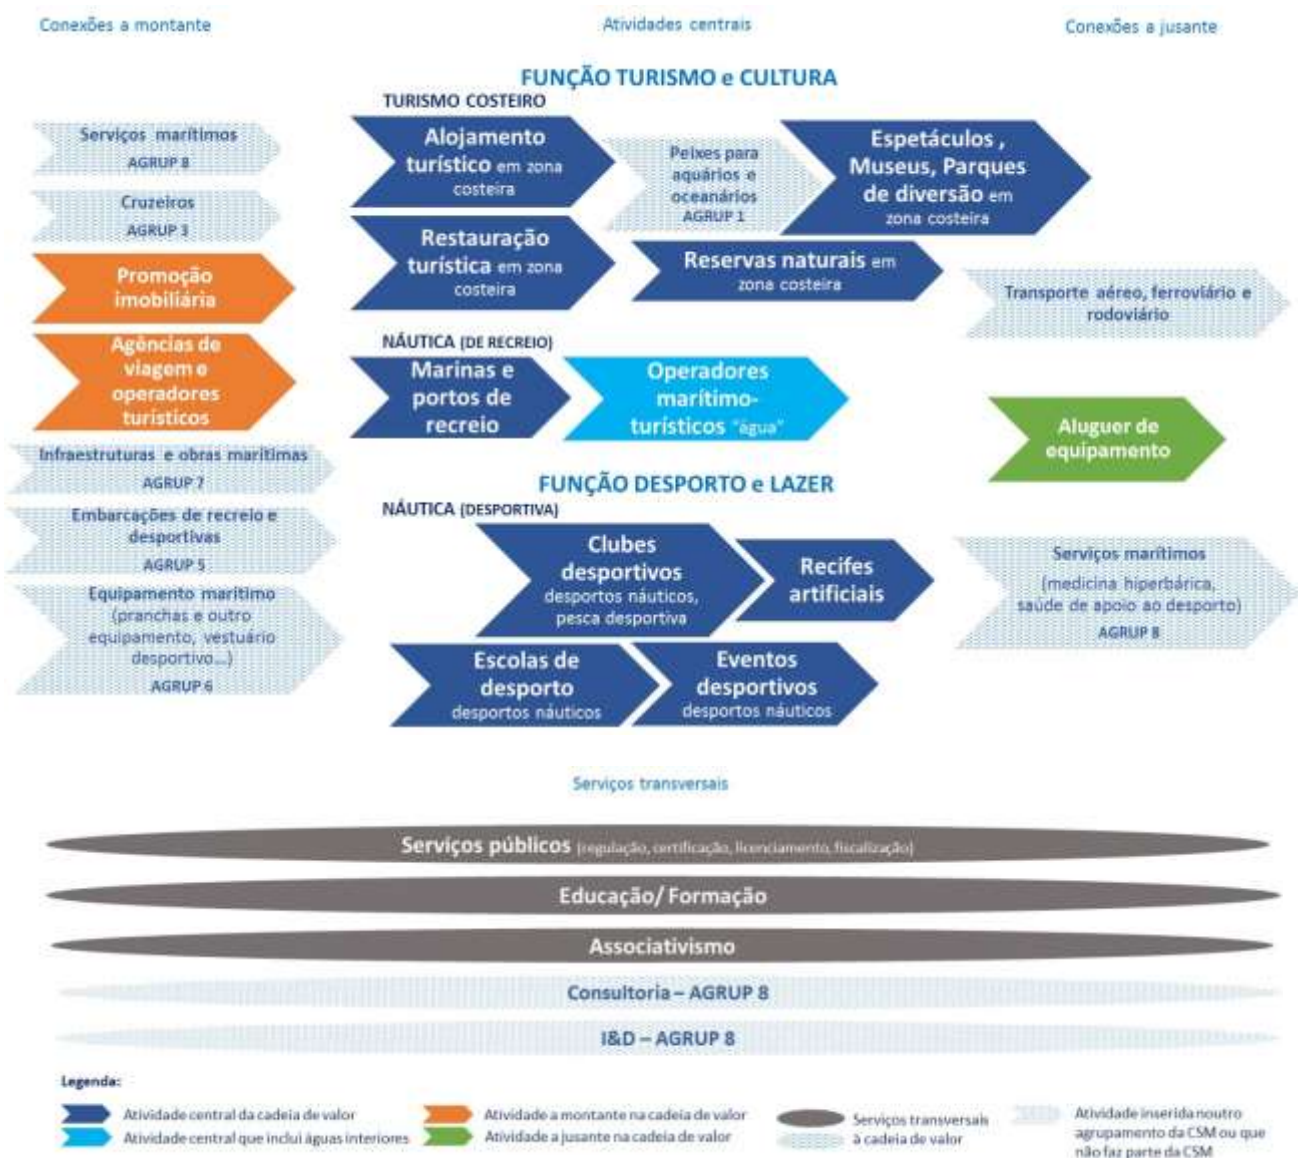 Conexões a montante
Atividades centrais
Conexões a jusante
FUNÇÃO TURISMO e CULTURA
TURISMO COSTEIRO
Serviços marítimos
AGRUP 8
Cruzeiros
AGRUP 3
Promoção
imobiliária
Agências de
viagem e
operadores
turísticos
Infraestruturas e obras marítimas
AGRUP 7
Embarcações de recreio e
desportivas
AGRUP 5
Equipamento marítimo
(pranchas e outro
equipamento, vestuário
desportivo...)
AGRUP 6
Alojamento
turístico em zona
costeira
Peixes para
aquários e
oceanários
AGRUP 1
Espetáculos ,
Museus, Parques
de diversão em
zona costeira
Restauração
turística em zona
costeira
Reservas naturais em
zona costeira
NÁUTICA (DE RECREIO)
Marinas e
portos de
recreio
Operadores
marítimo-
turísticos "água"
FUNÇÃO DESPORTO e LAZER
NÁUTICA (DESPORTIVA)
Clubes
desportivos
desportos náuticos,
pesca desportiva
Recifes
artificiais
Escolas de
desporto
desportos náuticos
Eventos
desportivos
desportos náuticos
Transporte aéreo, ferroviário e
rodoviário
Aluguer de
equipamento
Serviços marítimos
(medicina hiperbárica,
saúde de apoio ao desporto)
AGRUP 8
Serviços transversais
Serviços públicos (regulação, certificação, licenciamento, fiscalização)
Educação/ Formação
Associativismo
Consultoria – AGRUP 8
I&D – AGRUP 8
Legenda:
Atividade central da cadeia de valor
Atividade central que inclui águas interiores
Atividade a montante na cadeia de valor
Atividade a jusante na cadeia de valor
Serviços transversais
à cadeia de valor
Atividade inserida noutro
agrupamento da CSM ou que
não faz parte da CSM